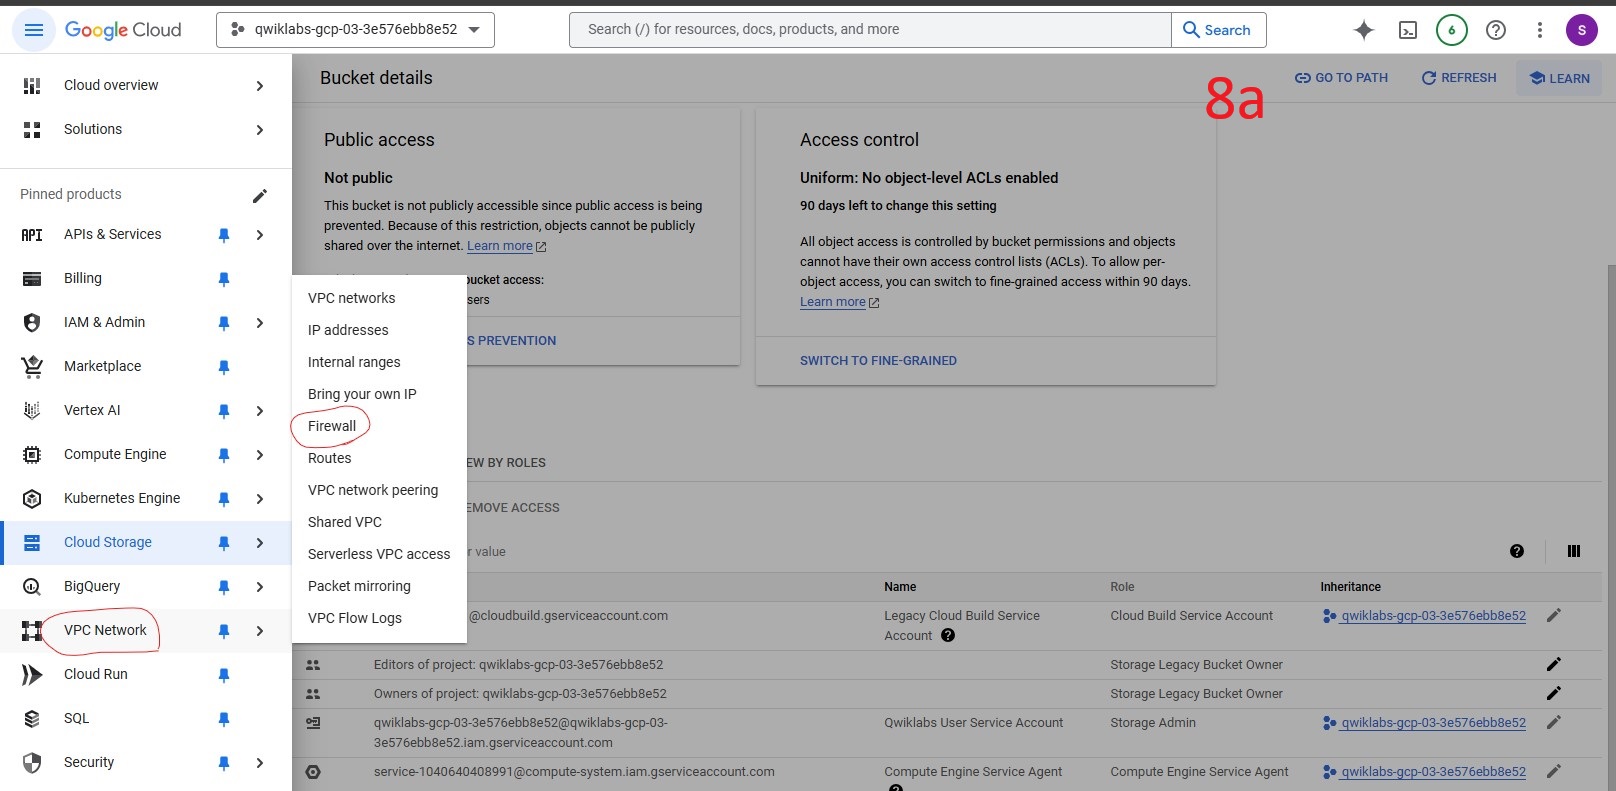 Google Cloud
qwiklabs-gcp-03-3e576ebb8e52
Search (/) for resources, docs, products, and more
Search
6
S
Cloud overview
Solutions
Pinned products
API APIs & Services
Billing
IAM & Admin
Marketplace
Vertex AI
Compute Engine
Kubernetes Engine
Cloud Storage
BigQuery
VPC Network
Cloud Run
SQL
Security
VPC networks
IP addresses
Internal ranges
Bring your own IP
Firewall
Routes
VPC network peering
Shared VPC
Serverless VPC access
Packet mirroring
VPC Flow Logs
Bucket details
8a
GO TO PATH
REFRESH
LEARN
Public access
Not public
This bucket is not publicly accessible since public access is being
prevented. Because of this restriction, objects cannot be publicly
shared over the internet. Learn more
bucket access:
sers
S PREVENTION
Access control
Uniform: No object-level ACLs enabled
90 days left to change this setting
All object access is controlled by bucket permissions and objects
cannot have their own access control lists (ACLs). To allow per-
object access, you can switch to fine-grained access within 90 days.
Learn more
SWITCH TO FINE-GRAINED
EW BY ROLES
EMOVE ACCESS
r value
Name Role Inheritance
@cloudbuild.gserviceaccount.com Legacy Cloud Build Service Cloud Build Service Account qwiklabs-gcp-03-3e576ebb8e52
Account
Editors of project: qwiklabs-gcp-03-3e576ebb8e52 Storage Legacy Bucket Owner
Owners of project: qwiklabs-gcp-03-3e576ebb8e52 Storage Legacy Bucket Owner
qwiklabs-gcp-03-3e576ebb8e52@qwiklabs-gcp-03- Qwiklabs User Service Account Storage Admin qwiklabs-gcp-03-3e576ebb8e52
3e576ebb8e52.iam.gserviceaccount.com
service-1040640408991@compute-system.iam.gserviceaccount.com Compute Engine Service Agent Compute Engine Service Agent qwiklabs-gcp-03-3e576ebb8e52